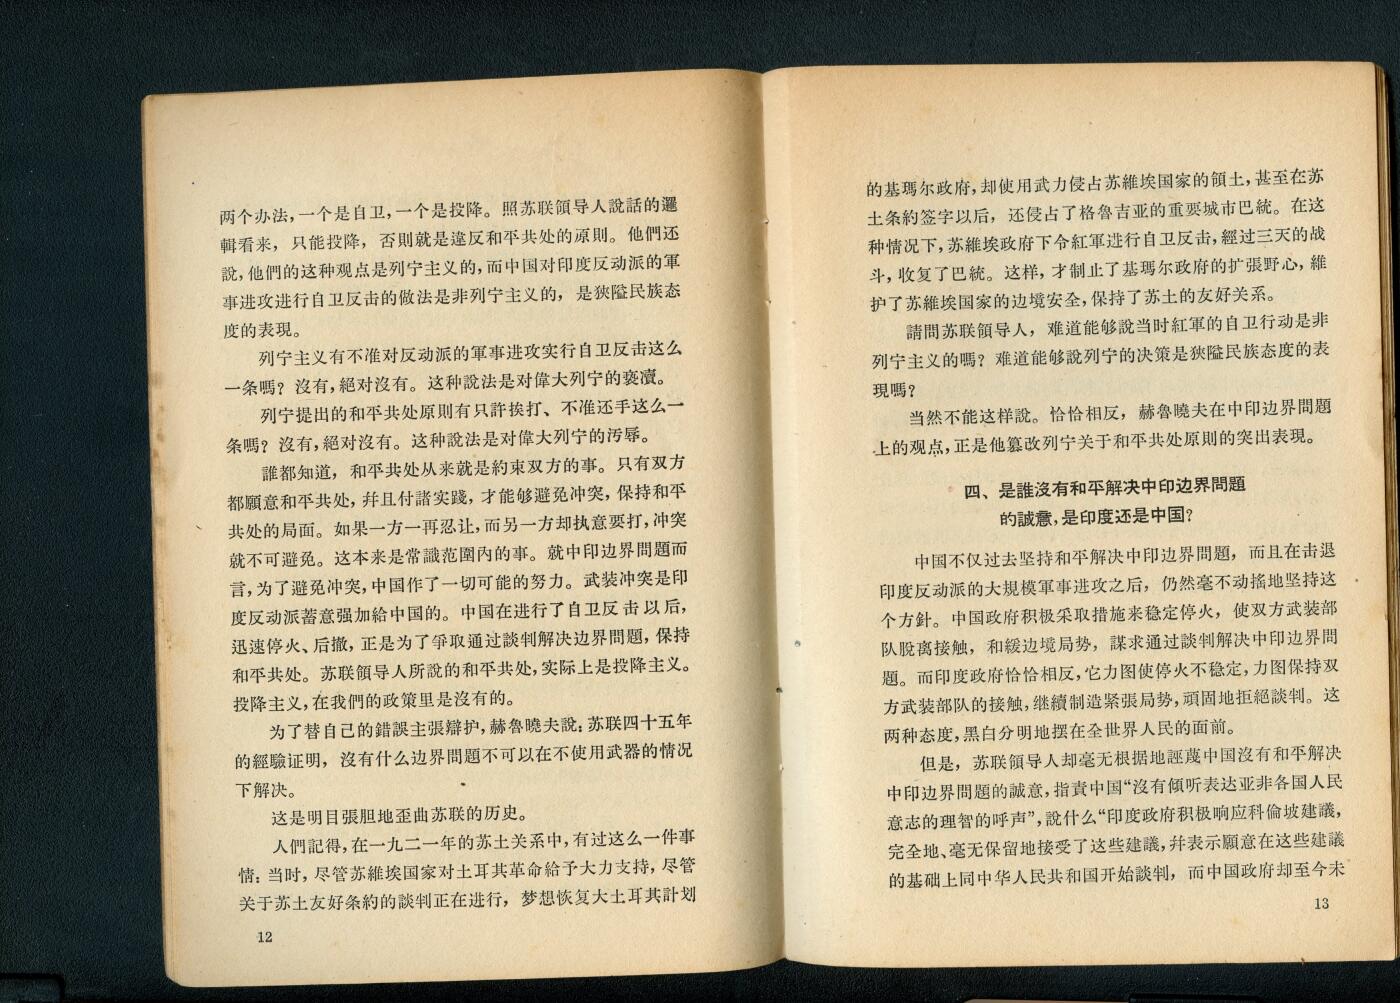 两个办法，一个是自卫，一个是投降。照苏联領导人說話的邏
輯看来，只能投降，否則就是違反和平共处的原則。他們还
說，他們的这种观点是列宁主义的，而中国对印度反动派的軍
事进攻进行自卫反击的做法是非列宁主义的，是狹隘民族态
度的表現。
列宁主义有不准对反动派的軍事进攻实行自卫反击这么
一条嗎？沒有，絕对沒有。这种說法是对偉大列宁的褻瀆。
列宁提出的和平共处原則有只許挨打、不准还手这么一
条嗎？沒有，絕对沒有。这种說法是对偉大列宁的污辱。
誰都知道，和平共处从来就是約束双方的事。只有双方
都願意和平共处，幷且付諸实踐，才能够避免冲突，保持和平
共处的局面。如果一方一再忍让，而另一方却执意要打，冲突
就不可避免。这本来是常識范圍內的事。就中印边界問題而
言，为了避免冲突，中国作了一切可能的努力。武装冲突是印
度反动派蓄意强加給中国的。中国在进行了自卫反击以后，
迅速停火、后撤，正是为了爭取通过談判解决边界問題，保持
和平共处。苏联領导人所說的和平共处，实际上是投降主义。
投降主义，在我們的政策里是沒有的。
为了替自己的錯誤主張辯护，赫魯曉夫說：苏联四十五年
的經驗证明，沒有什么边界問題不可以在不使用武器的情况
下解决。
这是明目張胆地歪曲苏联的历史。
人們記得，在一九二一年的苏土关系中，有过这么一件事
情：当时，尽管苏維埃国家对土耳其革命給予大力支持，尽管
关于苏土友好条約的談判正在进行，梦想恢复大土耳其計划
12
的基瑪尔政府，却使用武力侵占苏維埃国家的領土，甚至在苏
土条約签字以后，还侵占了格魯吉亚的重要城市巴統。在这
种情况下，苏維埃政府下令紅軍进行自卫反击，經过三天的战
斗，收复了巴統。这样，才制止了基瑪尔政府的扩張野心，維
护了苏維埃国家的边境安全，保持了苏土的友好关系。
請問苏联領导人，难道能够說当时紅軍的自卫行动是非
列宁主义的嗎？难道能够說列宁的决策是狹隘民族态度的表
現嗎？
当然不能这样說。恰恰相反，赫魯曉夫在中印边界問題
上的观点，正是他篡改列宁关于和平共处原則的突出表現。
四、是誰沒有和平解决中印边界問題
的誠意，是印度还是中国？
中国不仅过去坚持和平解决中印边界問題，而且在击退
印度反动派的大規模軍事进攻之后，仍然毫不动搖地坚持这
个方針。中国政府积极采取措施来稳定停火，使双方武装部
队脫离接触，和緩边境局势，謀求通过談判解决中印边界問
題。而印度政府恰恰相反，它力图使停火不稳定，力图保持双
方武装部队的接触，继續制造緊張局势，頑固地拒絕談判。这
两种态度，黑白分明地摆在全世界人民的面前。
但是，苏联領导人却毫无根据地誣蔑中国沒有和平解决
中印边界問題的誠意，指責中国“沒有倾听表达亚非各国人民
意志的理智的呼声”，說什么“印度政府积极响应科倫坡建議，
完全地、毫无保留地接受了这些建議，幷表示願意在这些建議
的基础上同中华人民共和国开始談判，而中国政府却至今未
13